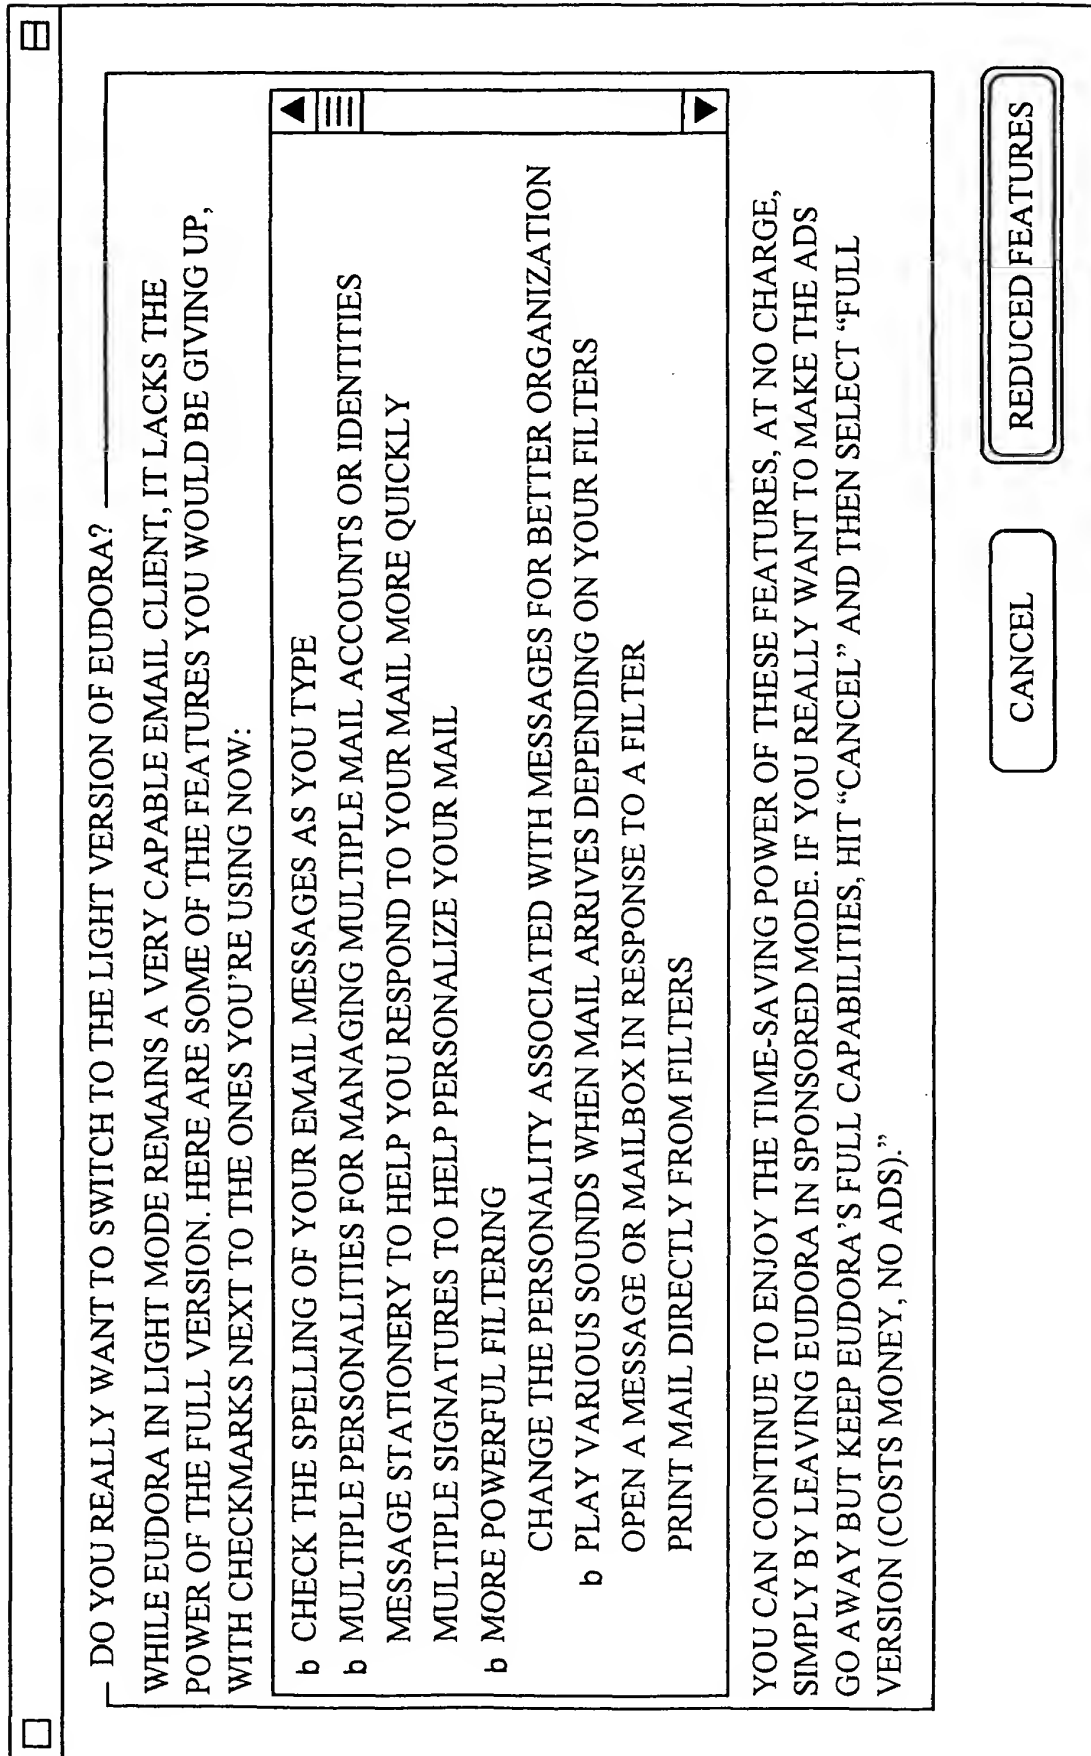 DO YOU REALLY WANT TO SWITCH TO THE LIGHT VERSION OF EUDORA?
WHILE EUDORA IN LIGHT MODE REMAINS A VERY CAPABLE EMAIL CLIENT, IT LACKS THE
POWER OF THE FULL VERSION. HERE ARE SOME OF THE FEATURES YOU WOULD BE GIVING UP,
WITH CHECKMARKS NEXT TO THE ONES YOU'RE USING NOW:
b CHECK THE SPELLING OF YOUR EMAIL MESSAGES AS YOU TYPE
b MULTIPLE PERSONALITIES FOR MANAGING MULTIPLE MAIL ACCOUNTS OR IDENTITIES
MESSAGE STATIONERY TO HELP YOU RESPOND TO YOUR MAIL MORE QUICKLY
MULTIPLE SIGNATURES TO HELP PERSONALIZE YOUR MAIL
b MORE POWERFUL FILTERING
CHANGE THE PERSONALITY ASSOCIATED WITH MESSAGES FOR BETTER ORGANIZATION
b PLAY VARIOUS SOUNDS WHEN MAIL ARRIVES DEPENDING ON YOUR FILTERS
OPEN A MESSAGE OR MAILBOX IN RESPONSE TO A FILTER
PRINT MAIL DIRECTLY FROM FILTERS
YOU CAN CONTINUE TO ENJOY THE TIME-SAVING POWER OF THESE FEATURES, AT NO CHARGE,
SIMPLY BY LEAVING EUDORA IN SPONSORED MODE. IF YOU REALLY WANT TO MAKE THE ADS
GO AWAY BUT KEEP EUDORA'S FULL CAPABILITIES, HIT “CANCEL” AND THEN SELECT “FULL
VERSION (COSTS MONEY, NO ADS).”
CANCEL
REDUCED FEATURES